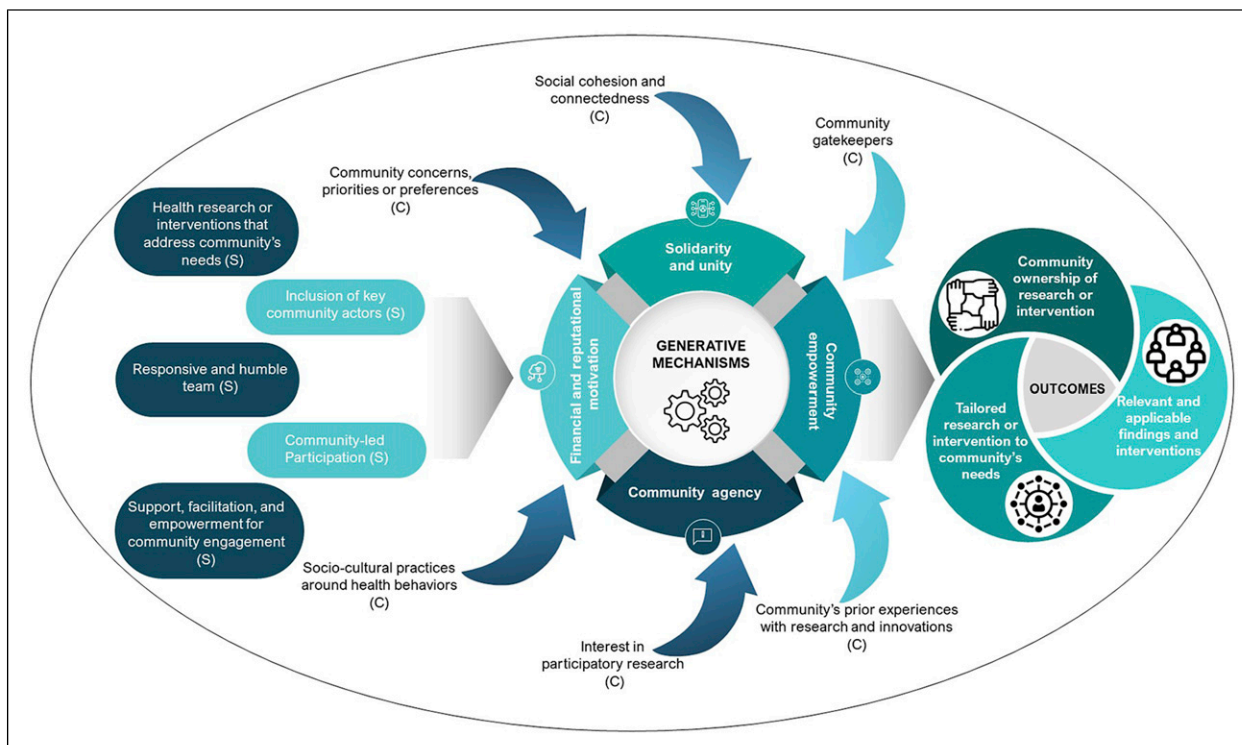 Social cohesion and
connectedness
(C)
Community
gatekeepers
(C)
Community concerns,
priorities or preferences
(C)
Health research or
interventions that
address community's
needs (S)
Inclusion of key
community actors (S)
Responsive and humble
team (S)
Community-led
Participation (S)
Support, facilitation, and
empowerment for
community engagement
(S)
Solidarity
and unity
Financial and reputational
motivation
GENERATIVE
MECHANISMS
Community
empowerment
Community agency
Socio-cultural practices
around health behaviors
(C)
Interest in
participatory research
(C)
Community's prior experiences
with research and innovations
(C)
Community
ownership of
research or
intervention
OUTCOMES
Relevant and
applicable
findings and
interventions
Tailored
research or
intervention to
community's
needs